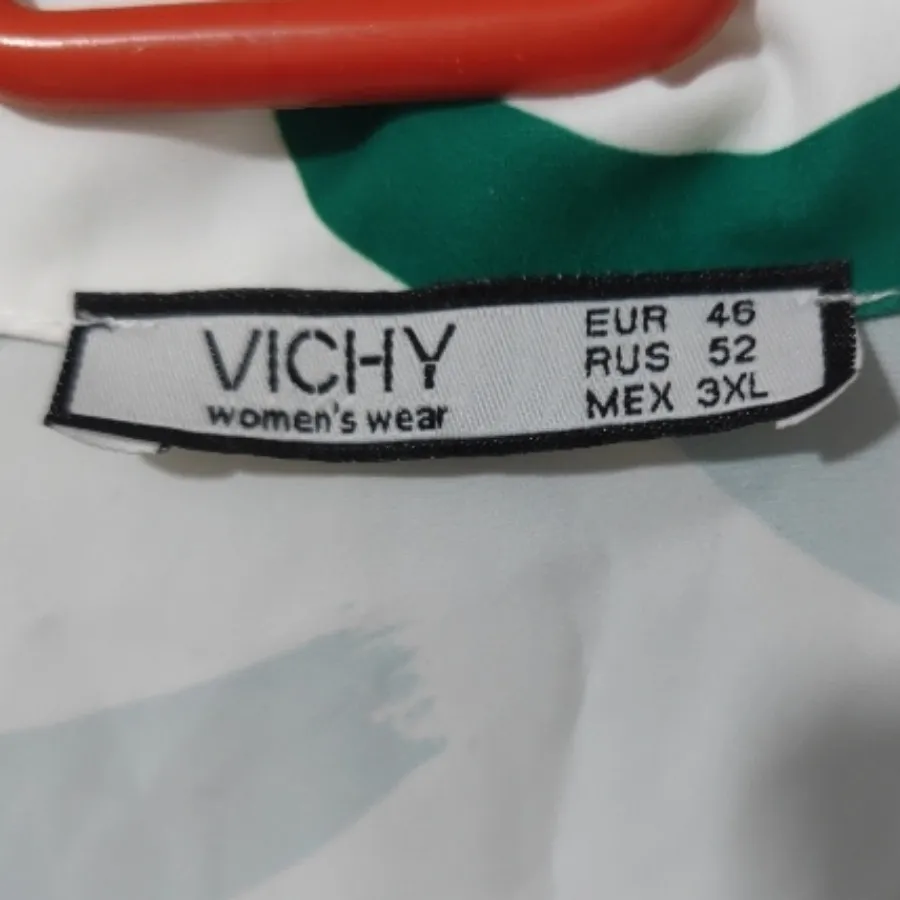 VICHY
women's wear
EUR 46
RUS 52
MEX 3XL